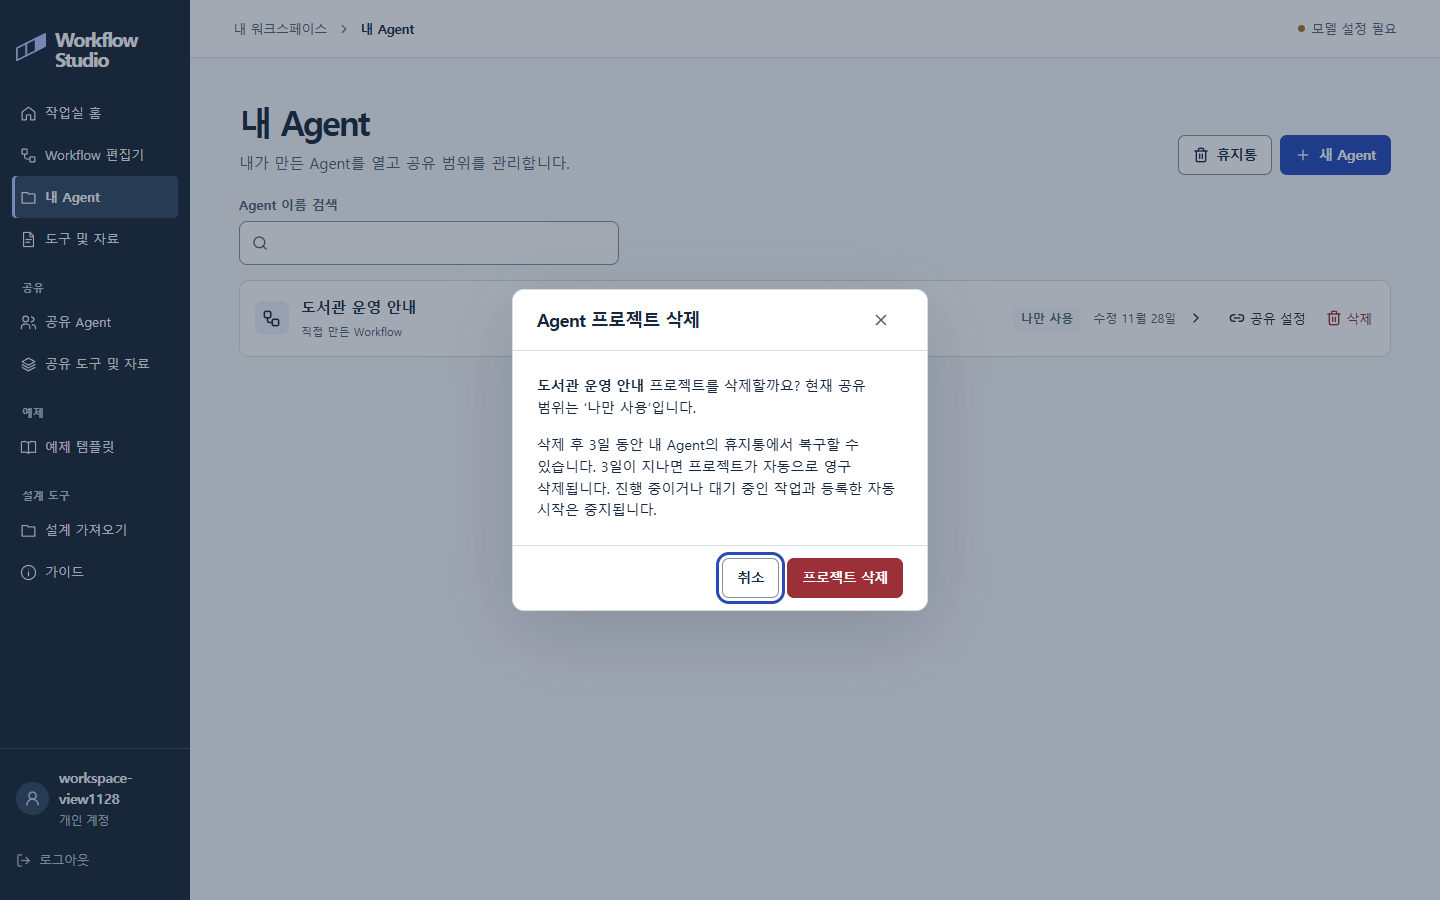 Workflow
Studio
작업실 홈
Workflow 편집기
내 Agent
도구 및 자료
공유
공유 Agent
공유 도구 및 자료
예제
예제 템플릿
설계 도구
설계 가져오기
가이드
workspace-
view1128
개인 계정
로그아웃
내 워크스페이스 > 내 Agent
모델 설정 필요
내 Agent
내가 만든 Agent를 열고 공유 범위를 관리합니다.
휴지통
+ 새 Agent
Agent 이름 검색
도서관 운영 안내
직접 만든 Workflow
나만 사용
수정 11월 28일
공유 설정
삭제
Agent 프로젝트 삭제
도서관 운영 안내 프로젝트를 삭제할까요? 현재 공유
범위는 ‘나만 사용’입니다.
삭제 후 3일 동안 내 Agent의 휴지통에서 복구할 수
있습니다. 3일이 지나면 프로젝트가 자동으로 영구
삭제됩니다. 진행 중이거나 대기 중인 작업과 등록한 자동
시작은 중지됩니다.
취소
프로젝트 삭제